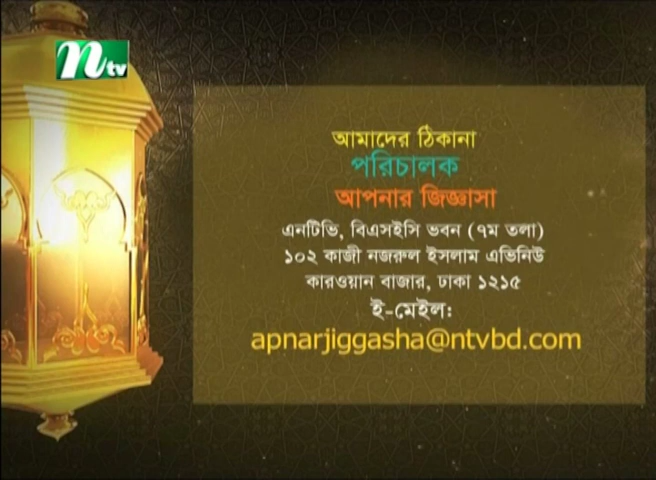 ntv
আমাদের ঠিকানা
পরিচালক
আপনার জিজ্ঞাসা
এনটিভি, বিএসইসি ভবন (৭ম তলা)
১০২ কাজী নজরুল ইসলাম এভিনিউ
কারওয়ান বাজার, ঢাকা ১২১৫
ই-মেইল:
apnarjiggasha@ntvbd.com